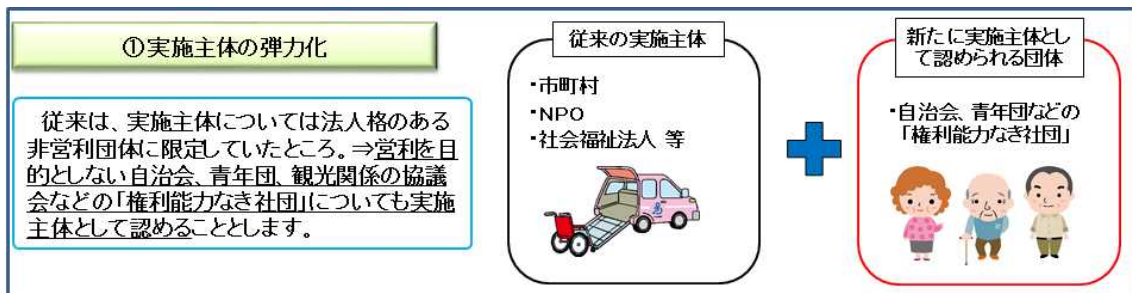 ①実施主体の弾力化
従来は、実施主体については法人格のある
非営利団体に限定していたところ。⇒営利を目
的としない自治会、青年団、観光関係の協議
会などの「権利能力なき社団」についても実施
主体として認めることとします。
従来の実施主体
・市町村
・NPO
・社会福祉法人 等
新たに実施主体とし
て認められる団体
・自治会、青年団などの
「権利能力なき社団」